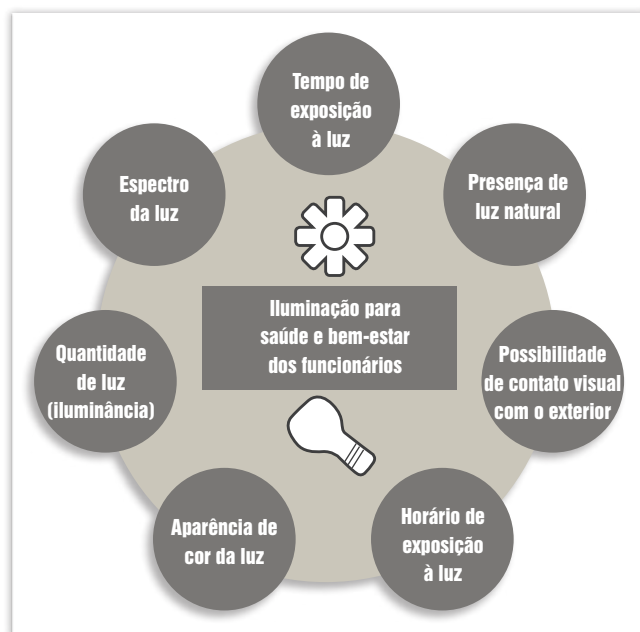 Tempo de
exposição
à luz
Presença de
luz natural
Possibilidade
de contato visual
com o exterior
Horário de
exposição
à luz
Aparência de
cor da luz
Quantidade
de luz
(iluminância)
Espectro
da luz
Iluminação para
saúde e bem-estar
dos funcionários